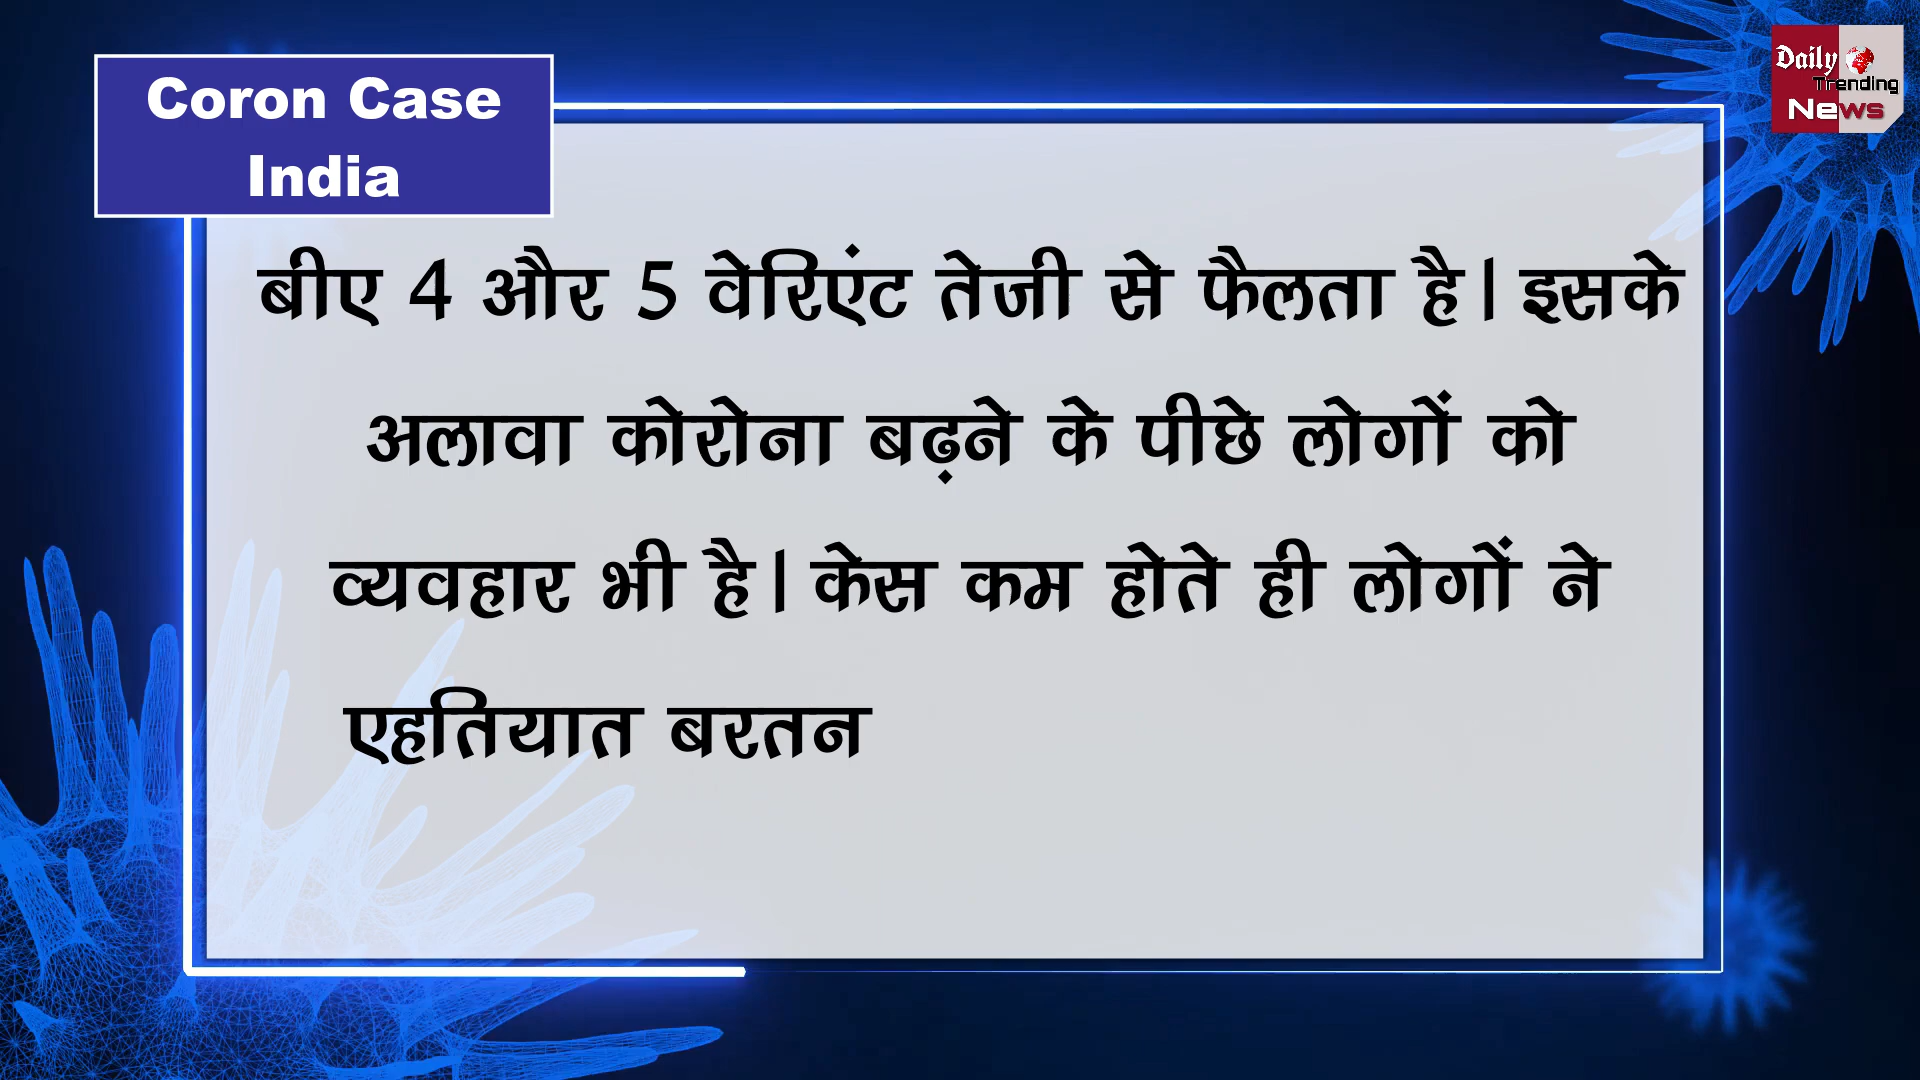 Coron Case
India
Daily
Trending
News
बीए 4 और 5 वेरिएंट तेजी से फैलता है। इसके
अलावा कोरोना बढ़ने के पीछे लोगों को
व्यवहार भी है। केस कम होते ही लोगों ने
एहतियात बरतन